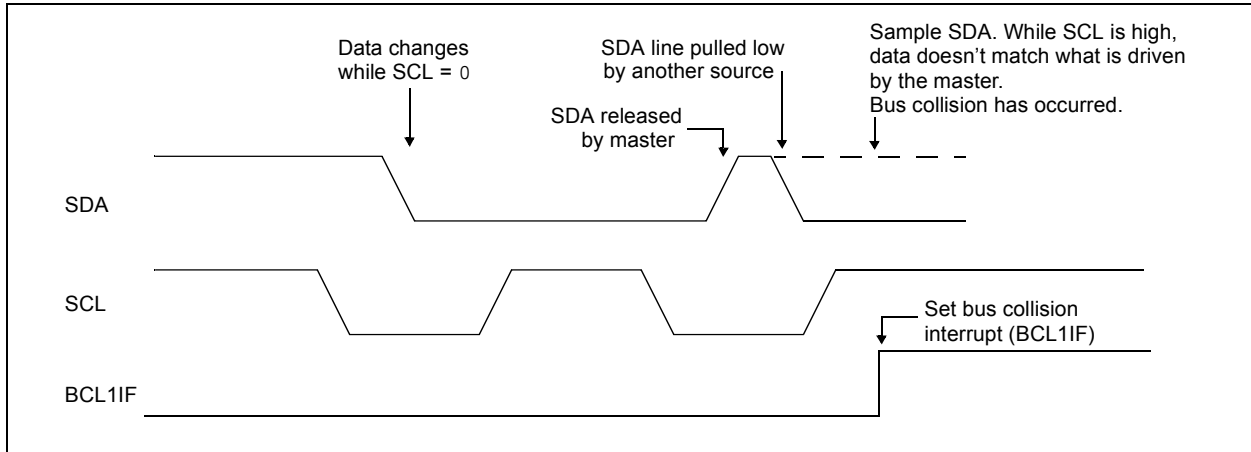 Data changes
while SCL = 0
SDA line pulled low
by another source
SDA released
by master
Sample SDA. While SCL is high,
data doesn’t match what is driven
by the master.
Bus collision has occurred.
SDA
SCL
Set bus collision
interrupt (BCL1IF)
BCL1IF